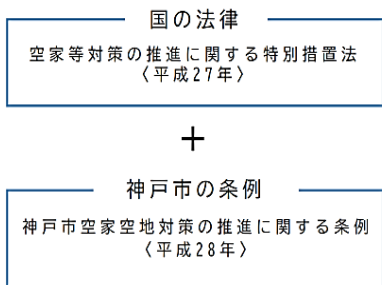 国の法律
空家等対策の推進に関する特別措置法
〈平成27年〉
+
神戸市の条例
神戸市空家空地対策の推進に関する条例
〈平成28年〉